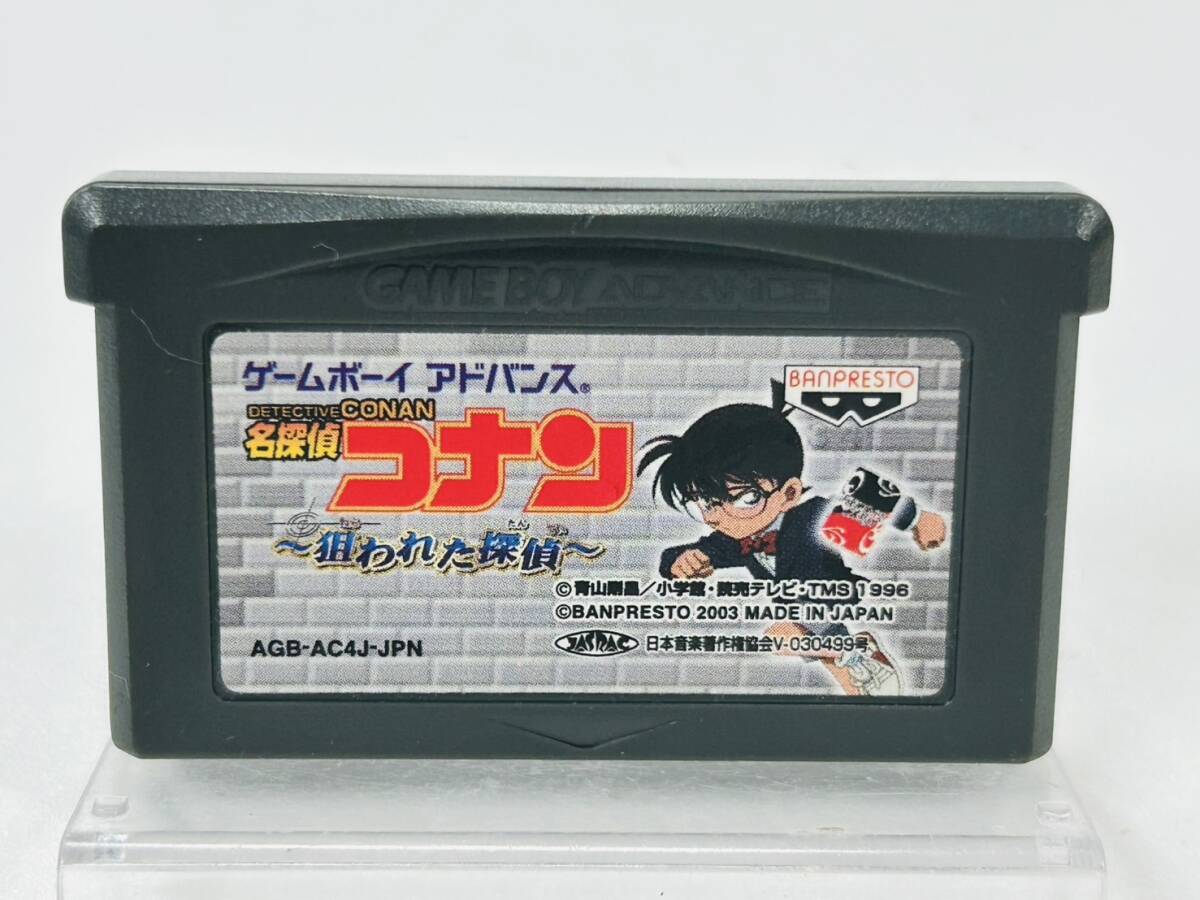 GAME BOY ADVANCE
ゲームボーイ アドバンス®
BANPRESTO
DETECTIVE CONAN
名探偵
コナン
～狙われた探偵～
©青山剛昌／小学館・読売テレビ・TMS 1996
©BANPRESTO 2003 MADE IN JAPAN
AGB-AC4J-JPN
JASRAC 日本音楽著作権協会V-030499号